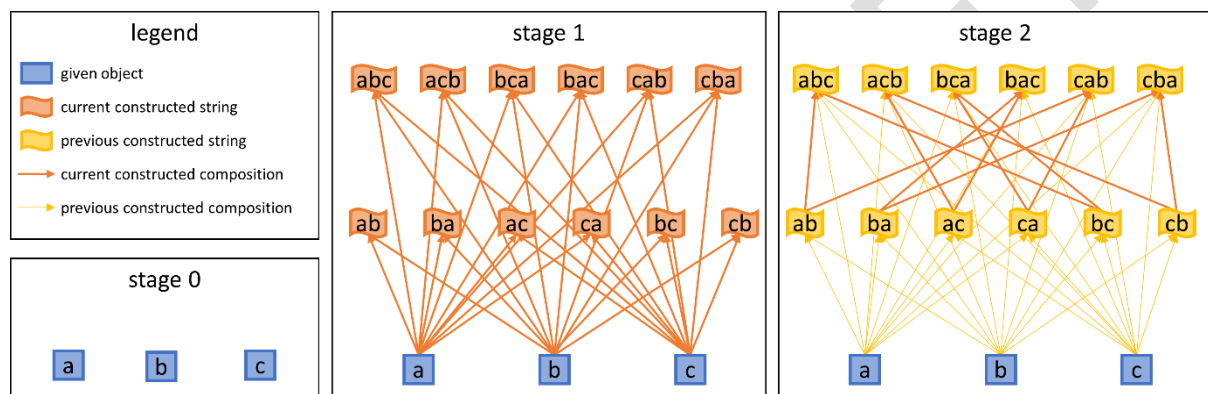 legend
given object
current constructed string
previous constructed string
current constructed composition
previous constructed composition
stage 0
a b c
stage 1
abc acb bca bac cab cba
ab ba ac ca bc cb
a b c
stage 2
abc acb bca bac cab cba
ab ba ac ca bc cb
a b c